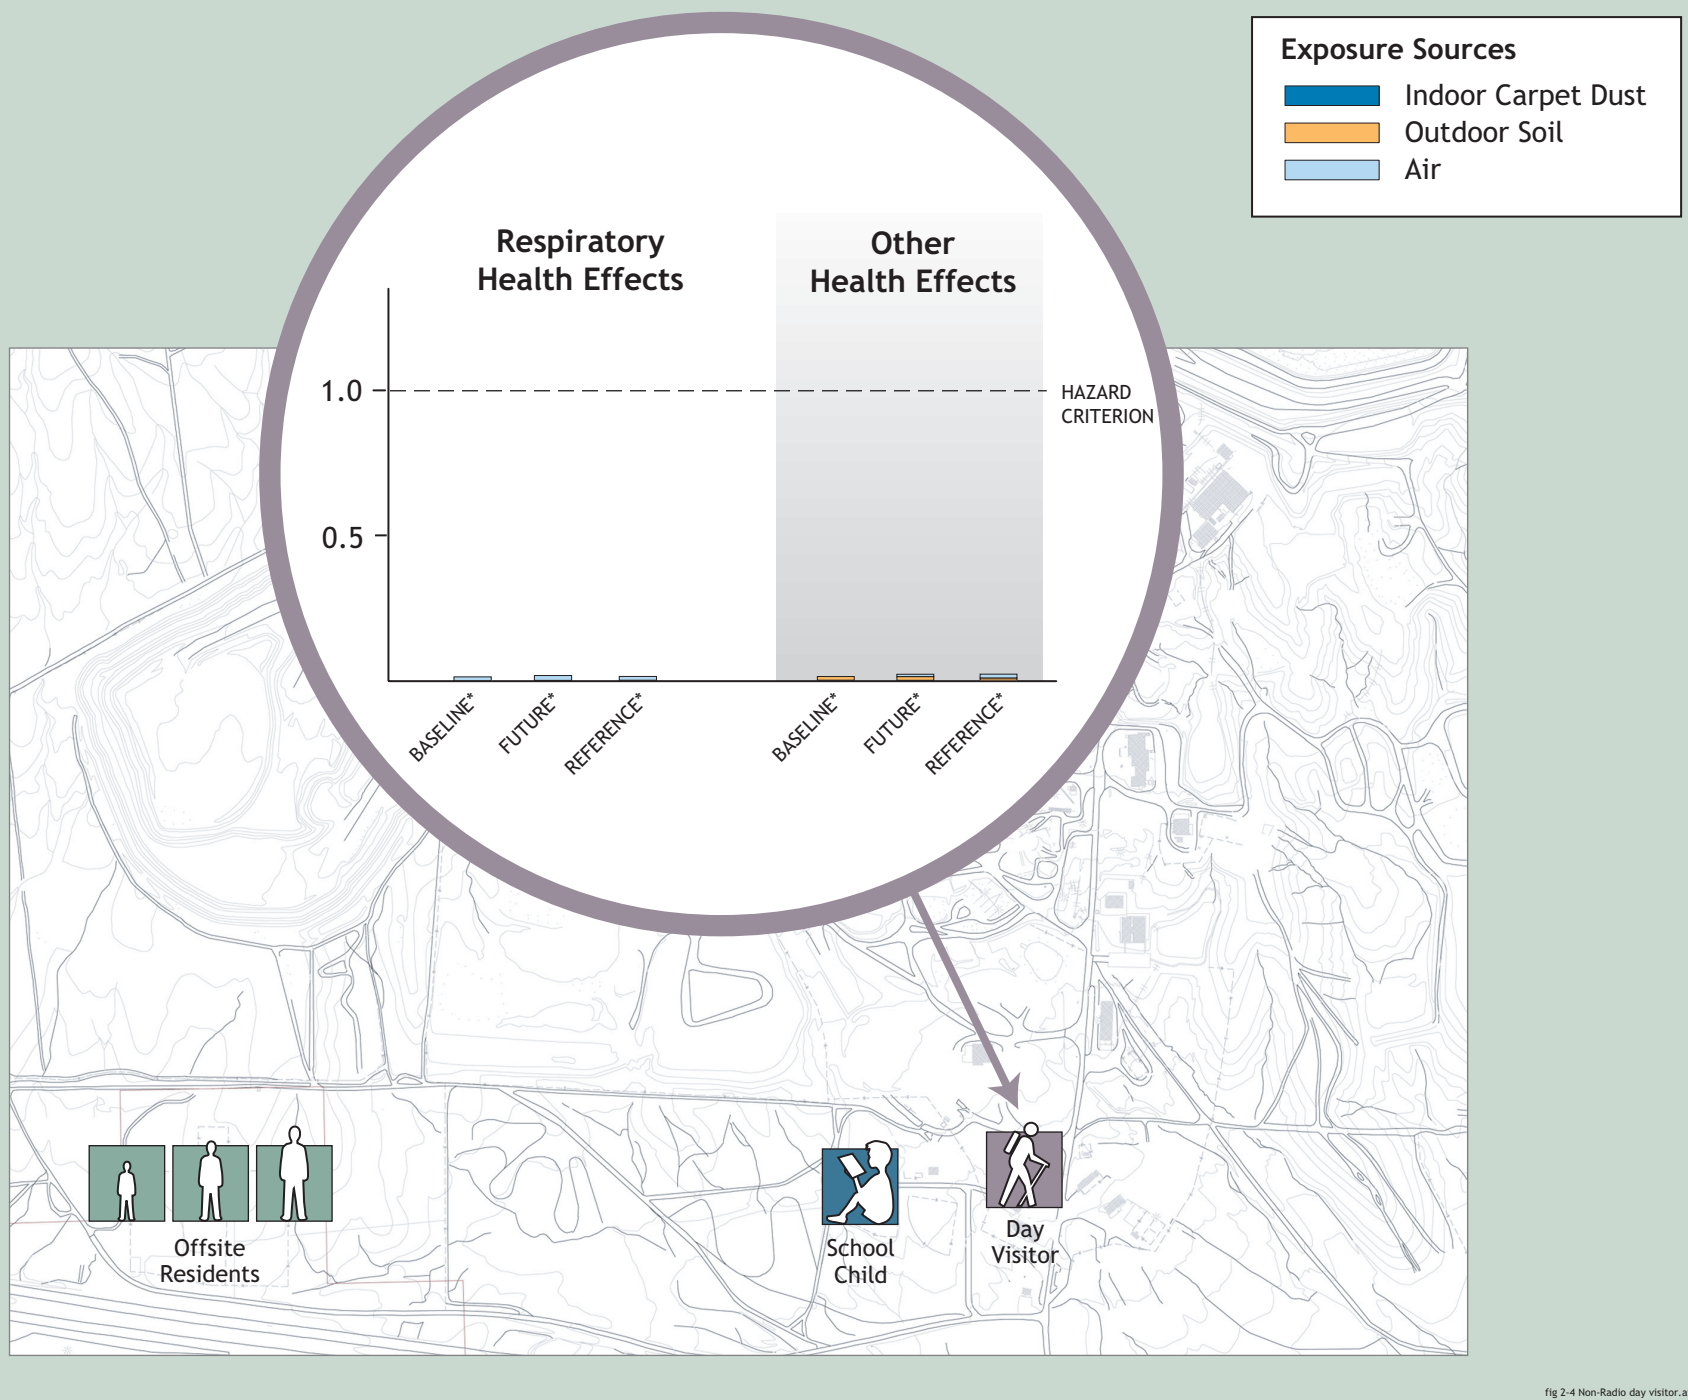 Exposure Sources
Indoor Carpet Dust
Outdoor Soil
Air
Respiratory
Health Effects
Other
Health Effects
1.0
HAZARD
CRITERION
0.5
BASELINE*
FUTURE*
REFERENCE*
BASELINE*
FUTURE*
REFERENCE*
Offsite
Residents
School
Child
Day
Visitor
fig 2-4 Non-Radio day visitor.a